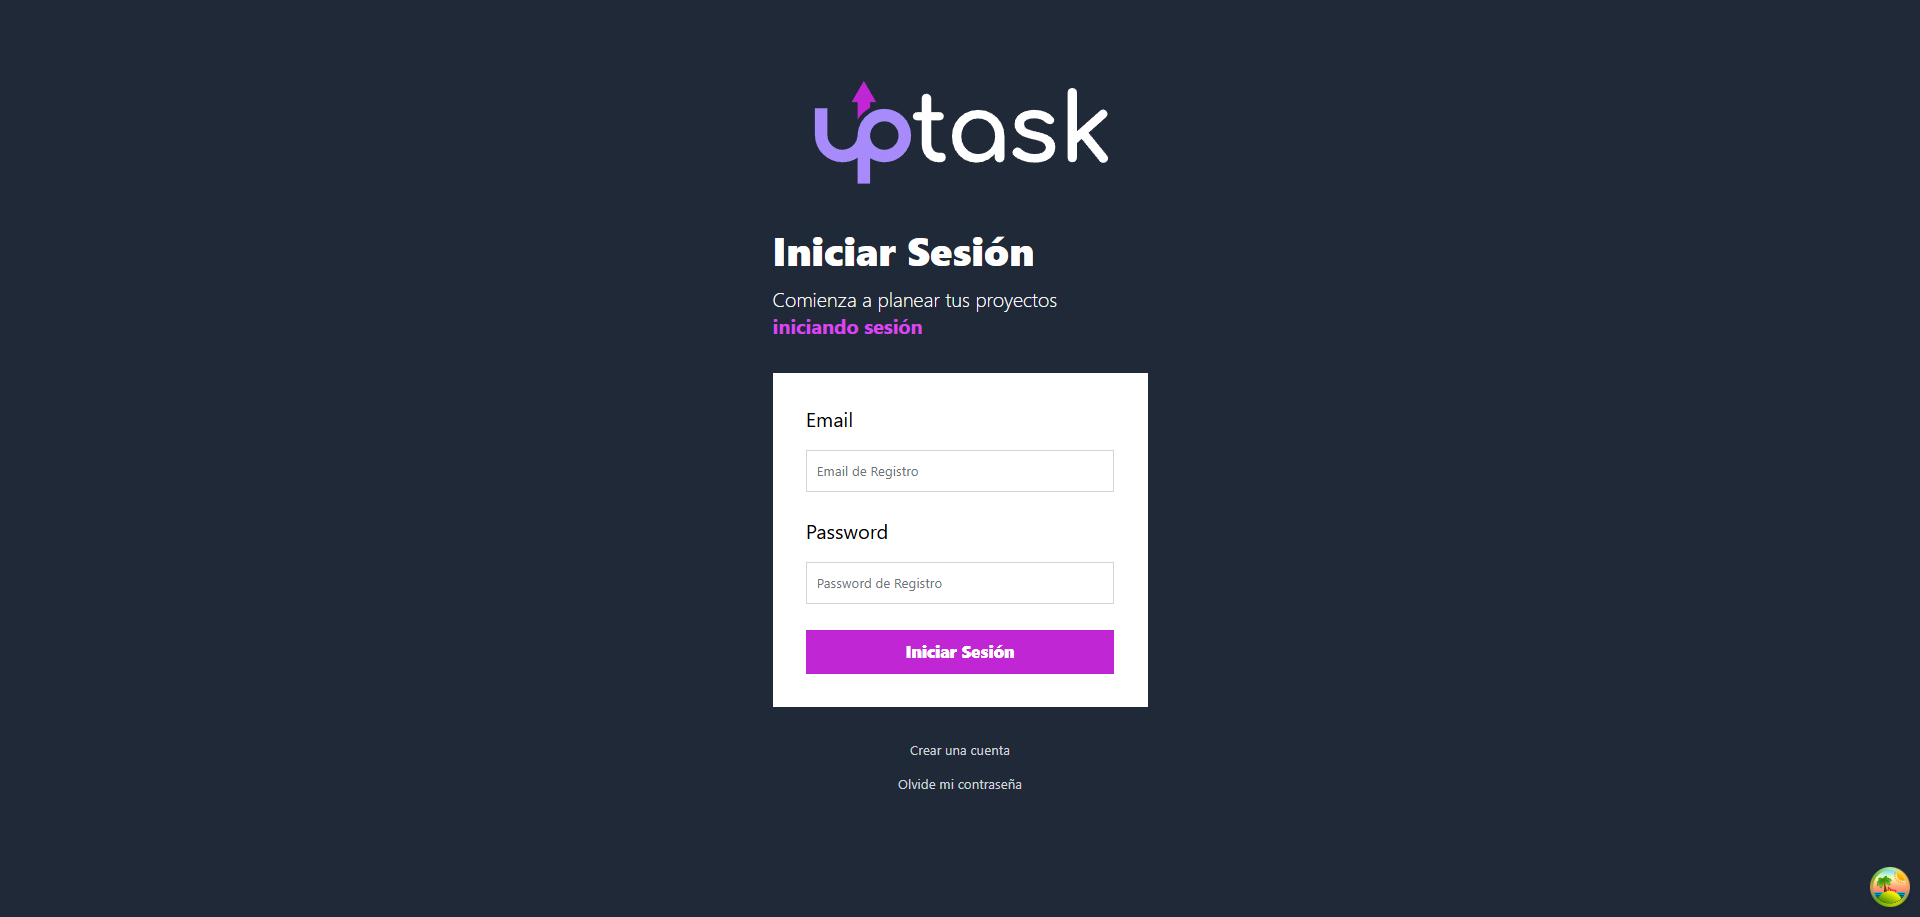 uptask
Iniciar Sesión
Comienza a planear tus proyectos
iniciando sesión
Email
Email de Registro
Password
Password de Registro
Iniciar Sesión
Crear una cuenta
Olvide mi contraseña